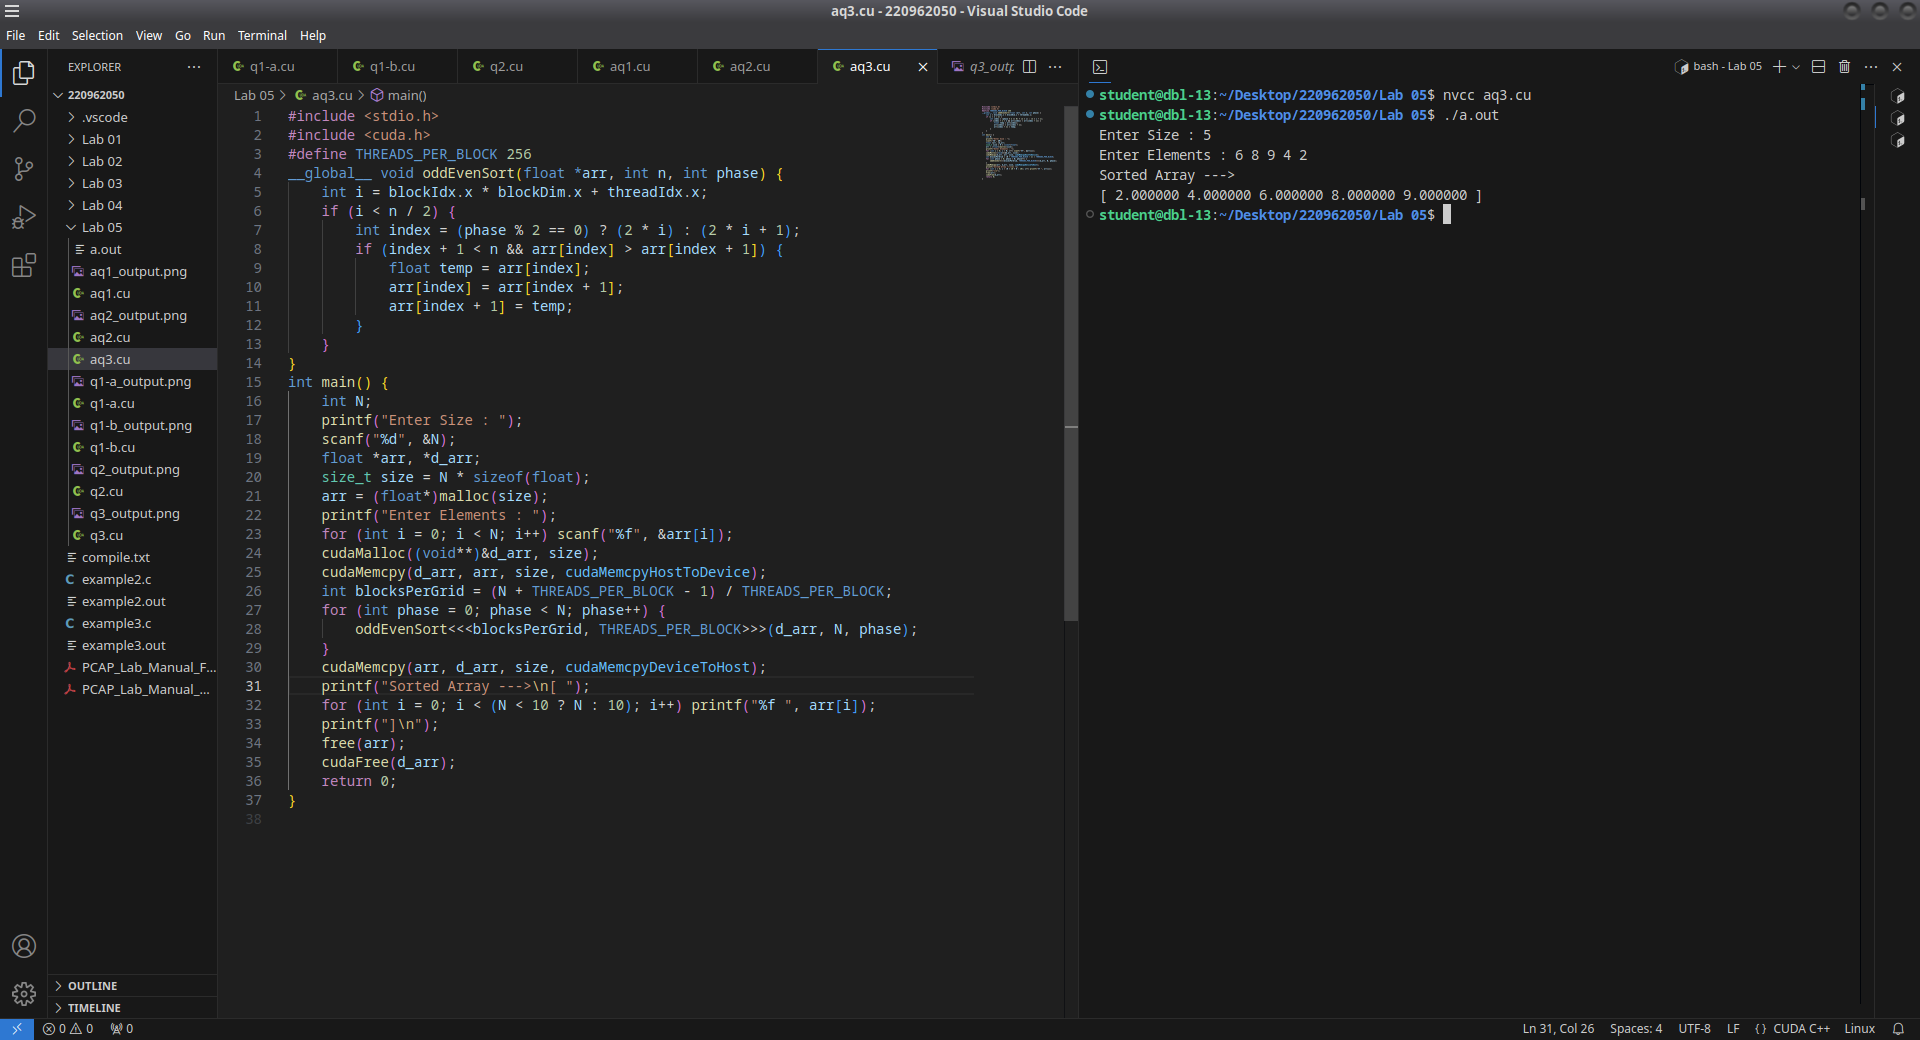 aq3.cu - 220962050 - Visual Studio Code
File Edit Selection View Go Run Terminal Help
EXPLORER
220962050
.vscode
Lab 01
Lab 02
Lab 03
Lab 04
Lab 05
a.out
aq1_output.png
aq1.cu
aq2_output.png
aq2.cu
aq3.cu
q1-a_output.png
q1-a.cu
q1-b_output.png
q1-b.cu
q2_output.png
q2.cu
q3_output.png
q3.cu
compile.txt
example2.c
example2.out
example3.c
example3.out
PCAP_Lab_Manual_F...
PCAP_Lab_Manual_...
OUTLINE
TIMELINE
q1-a.cu q1-b.cu q2.cu aq1.cu aq2.cu aq3.cu q3_outp
Lab 05 > aq3.cu > main()
1 #include <stdio.h>
2 #include <cuda.h>
3 #define THREADS_PER_BLOCK 256
4 __global__ void oddEvenSort(float *arr, int n, int phase) {
5 int i = blockIdx.x * blockDim.x + threadIdx.x;
6 if (i < n / 2) {
7 int index = (phase % 2 == 0) ? (2 * i) : (2 * i + 1);
8 if (index + 1 < n && arr[index] > arr[index + 1]) {
9 float temp = arr[index];
10 arr[index] = arr[index + 1];
11 arr[index + 1] = temp;
12 }
13 }
14 }
15 int main() {
16 int N;
17 printf("Enter Size : ");
18 scanf("%d", &N);
19 float *arr, *d_arr;
20 size_t size = N * sizeof(float);
21 arr = (float*)malloc(size);
22 printf("Enter Elements : ");
23 for (int i = 0; i < N; i++) scanf("%f", &arr[i]);
24 cudaMalloc((void**)&d_arr, size);
25 cudaMemcpy(d_arr, arr, size, cudaMemcpyHostToDevice);
26 int blocksPerGrid = (N + THREADS_PER_BLOCK - 1) / THREADS_PER_BLOCK;
27 for (int phase = 0; phase < N; phase++) {
28 oddEvenSort<<<blocksPerGrid, THREADS_PER_BLOCK>>>(d_arr, N, phase);
29 }
30 cudaMemcpy(arr, d_arr, size, cudaMemcpyDeviceToHost);
31 printf("Sorted Array --->\n[ ");
32 for (int i = 0; i < (N < 10 ? N : 10); i++) printf("%f ", arr[i]);
33 printf("]\n");
34 free(arr);
35 cudaFree(d_arr);
36 return 0;
37 }
38
bash - Lab 05
student@dbl-13:~/Desktop/220962050/Lab 05$ nvcc aq3.cu
student@dbl-13:~/Desktop/220962050/Lab 05$ ./a.out
Enter Size : 5
Enter Elements : 6 8 9 4 2
Sorted Array --->
[ 2.000000 4.000000 6.000000 8.000000 9.000000 ]
student@dbl-13:~/Desktop/220962050/Lab 05$
0 0 0
Ln 31, Col 26 Spaces: 4 UTF-8 LF {} CUDA C++ Linux